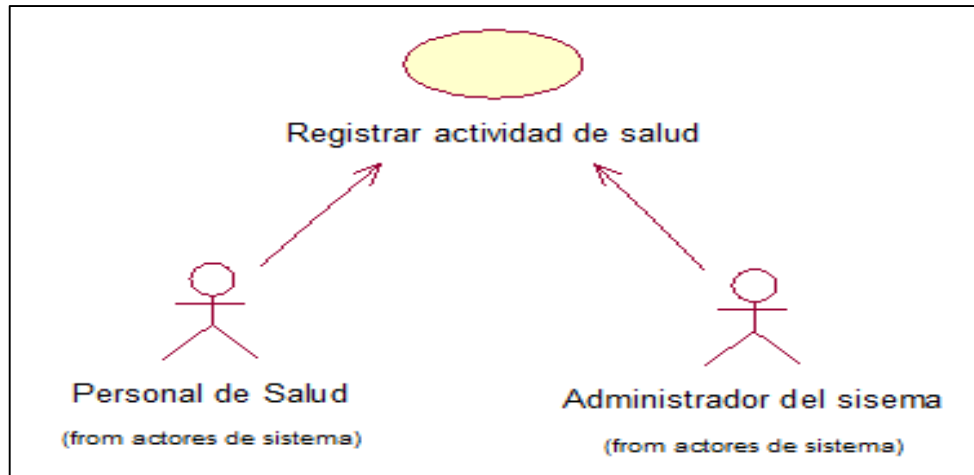 Registrar actividad de salud
Personal de Salud
(from actores de sistema)
Administrador del sisema
(from actores de sistema)